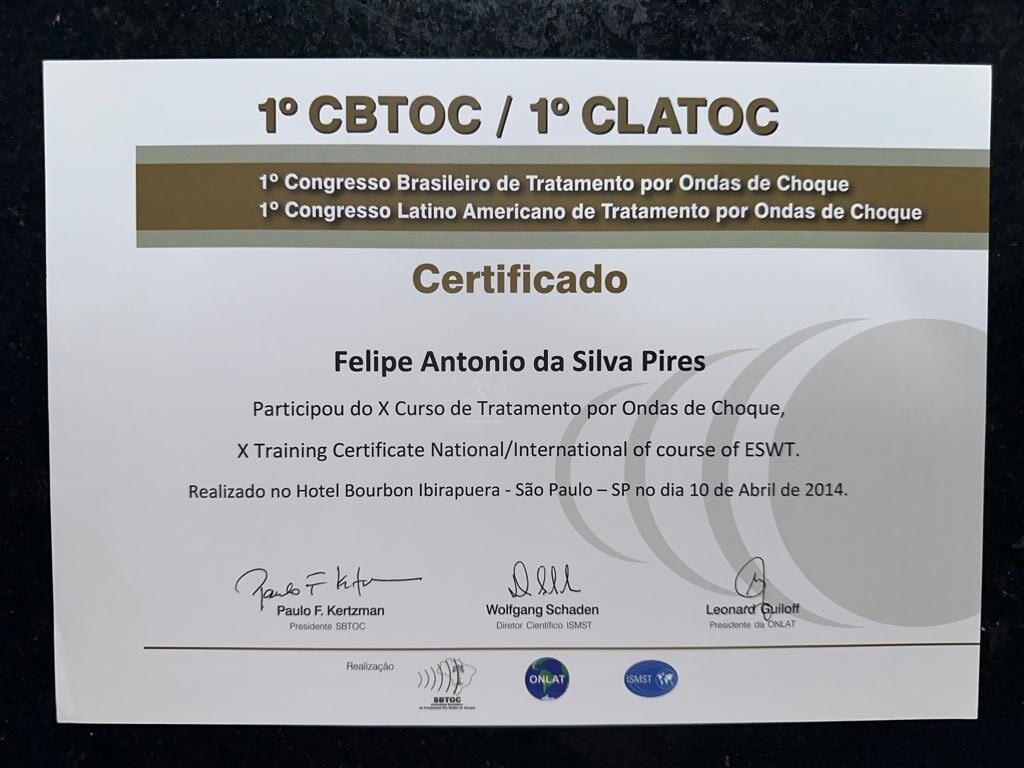 1º CBTOC / 1º CLATOC
1º Congresso Brasileiro de Tratamento por Ondas de Choque
1º Congresso Latino Americano de Tratamento por Ondas de Choque
Certificado
Felipe Antonio da Silva Pires
Participou do X Curso de Tratamento por Ondas de Choque,
X Training Certificate National/International of course of ESWT.
Realizado no Hotel Bourbon Ibirapuera - São Paulo – SP no dia 10 de Abril de 2014.
Paulo F. Kertzman
Presidente SBTOC
Wolfgang Schaden
Diretor Científico ISMST
Leonard Guiloff
Presidente da ONLAT
Realização
SBTOC
ONLAT
ISMST